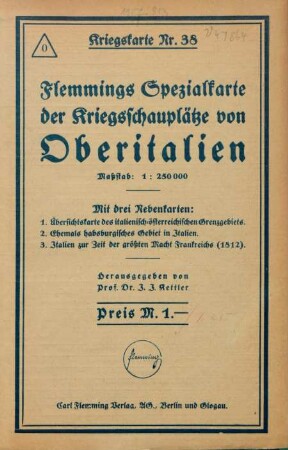 0
Kriegskarte Nr. 38
Flemmings Spezialkarte
der Kriegsschauplätze von
Oberitalien
Maßstab: 1 : 250 000
Mit drei Nebenkarten:
1. Übersichtskarte des italienisch-österreichischen Grenzgebiets.
2. Ehemals habsburgisches Gebiet in Italien.
3. Italien zur Zeit der größten Macht Frankreichs (1812).
Herausgegeben von
Prof. Dr. J. I. Kettler
Preis M. 1.—
Flemming
Carl Flemming Verlag, AG., Berlin und Glogau.